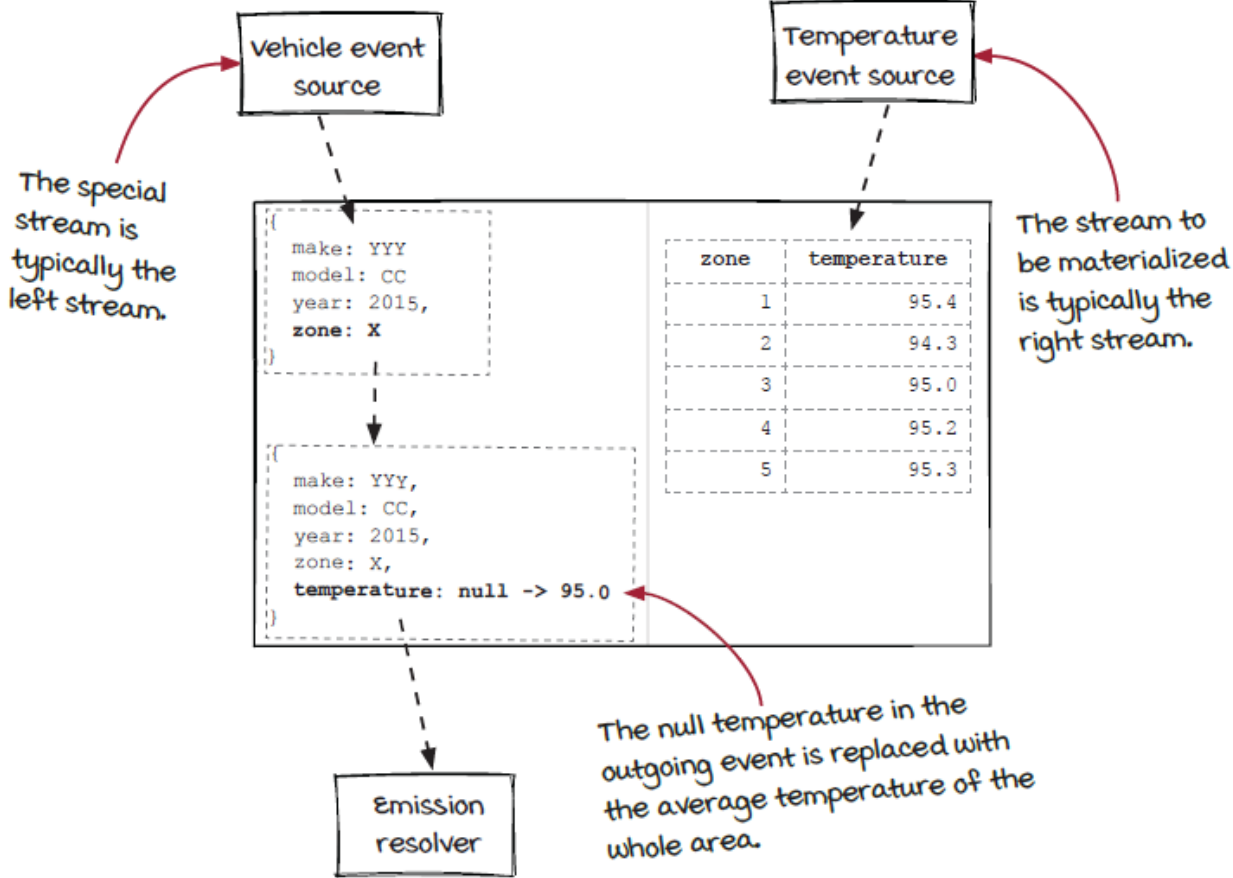 Vehicle event
source
Temperature
event source
The special
stream is
typically the
left stream.
{
make: YYY
model: CC
year: 2015,
zone: X
}
zone temperature
1 95.4
2 94.3
3 95.0
4 95.2
5 95.3
The stream to
be materialized
is typically the
right stream.
{
make: YYy,
model: CC,
year: 2015,
zone: X,
temperature: null -> 95.0
}
The null temperature in the
outgoing event is replaced with
the average temperature of the
whole area.
Emission
resolver